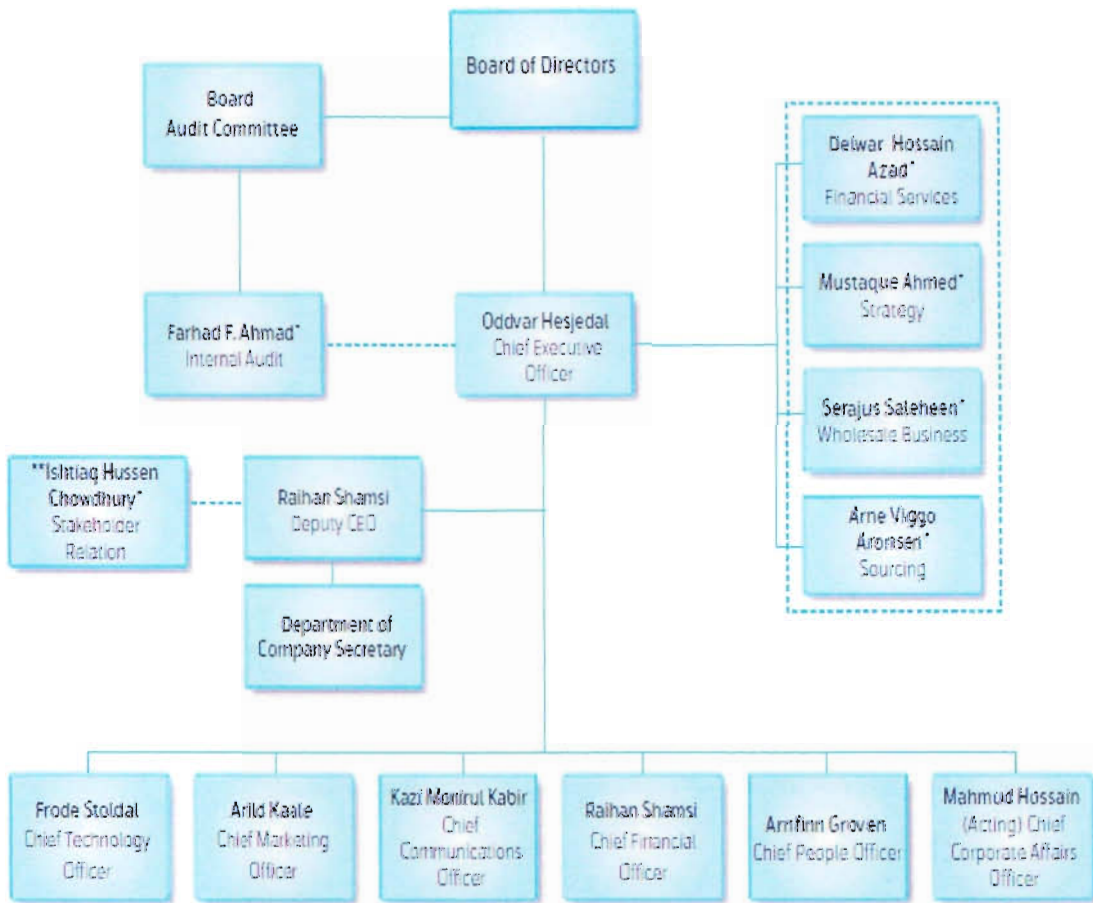 Board of Directors
Board
Audit Committee
Delwar Hossain
Azad*
Financial Services
Mustaque Ahmed*
Strategy
Farhad F. Ahmad*
Internal Audit
Oddvar Hesjedal
Chief Executive
Officer
Serajus Saleheen*
Wholesale Business
**Ishtiaq Hussen
Chowdhury*
Stakeholder
Relation
Raihan Shamsi
Deputy CEO
Arne Viggo
Aromsen*
Sourcing
Department of
Company Secretary
Frode Stoldal
Chief Technology
Officer
Arild Kaale
Chief Marketing
Officer
Kazi Monirul Kabir
Chief
Communications
Officer
Raihan Shamsi
Chief Financial
Officer
Arnfinn Groven
Chief People Officer
Mahmud Hossain
(Acting) Chief
Corporate Affairs
Officer